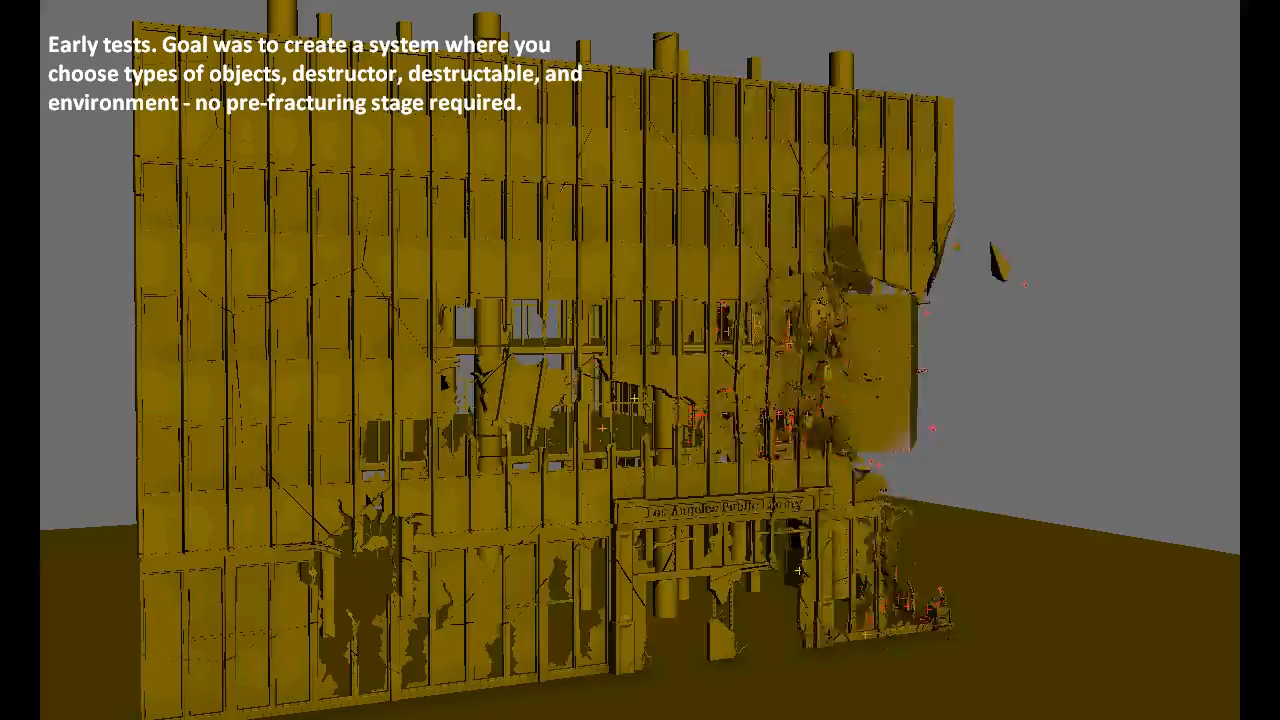 Early tests. Goal was to create a system where you
choose types of objects, destructor, destructable, and
environment - no pre-fracturing stage required.
Los Angeles Public Library